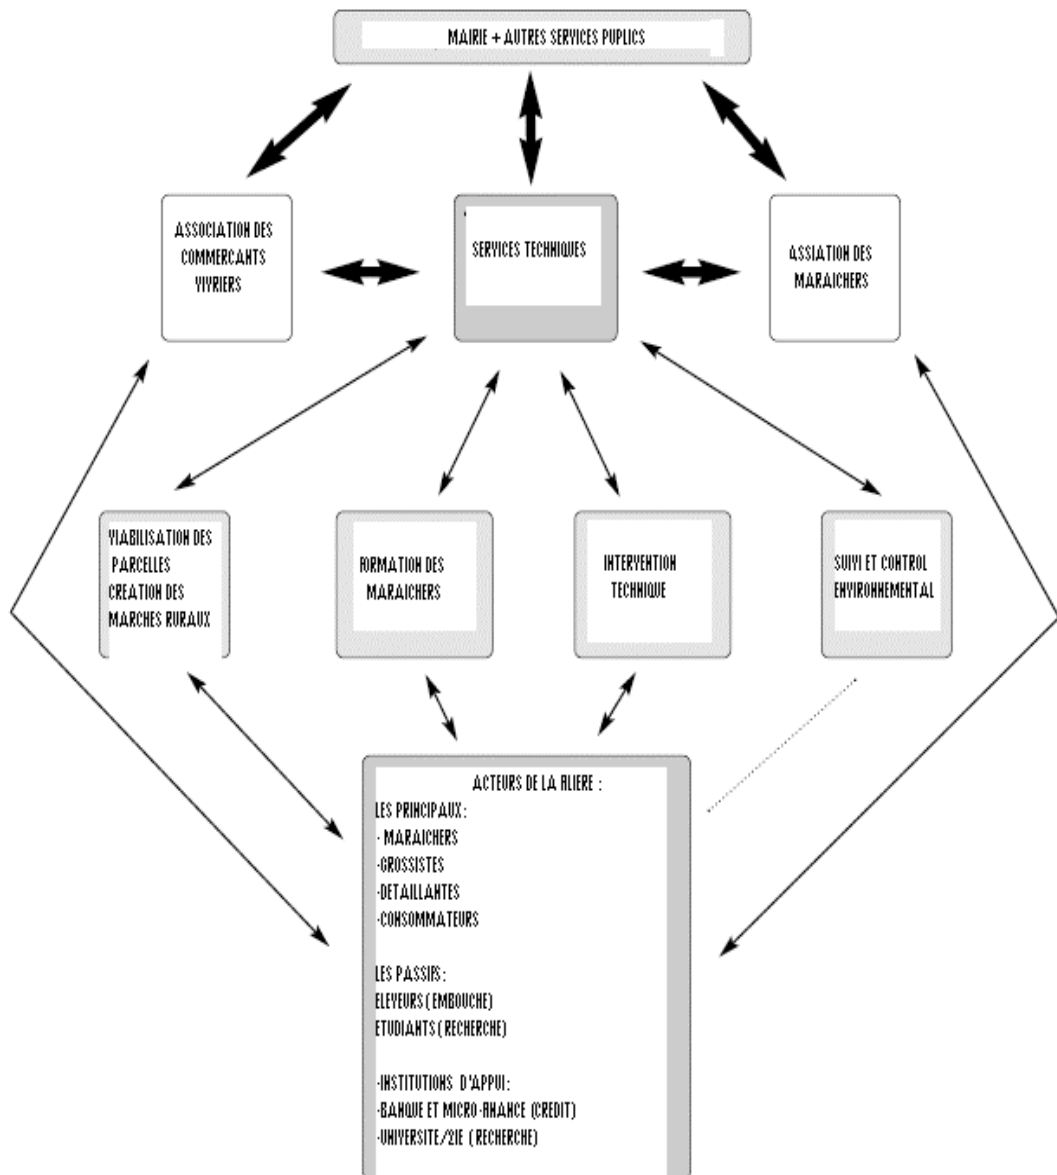 MAIRIE + AUTRES SERVICES PUPLICS
ASSOCIATION DES
COMMERCANTS
VIVRIERS
SERVICES TECHNIQUES
ASSIATION DES
MARAICHERS
VIABILISATION DES
PARCELLES
CREATION DES
MARCHES RURAUX
FORMATION DES
MARAICHERS
INTERVENTION
TECHNIQUE
SUIVI ET CONTROL
ENVIRONNEMENTAL
ACTEURS DE LA FILIERE :
LES PRINCIPAUX:
- MARAICHERS
-GROSSISTES
-DETAILLANTES
-CONSOMMATEURS
LES PASSIFS:
ELEVEURS ( EMBOUCHE)
ETUDIANTS ( RECHERCHE)
-INSTITUTIONS D'APPUI:
-BANQUE ET MICRO-FINANCE (CREDIT)
-UNIVERSITE/2IE ( RECHERCHE)